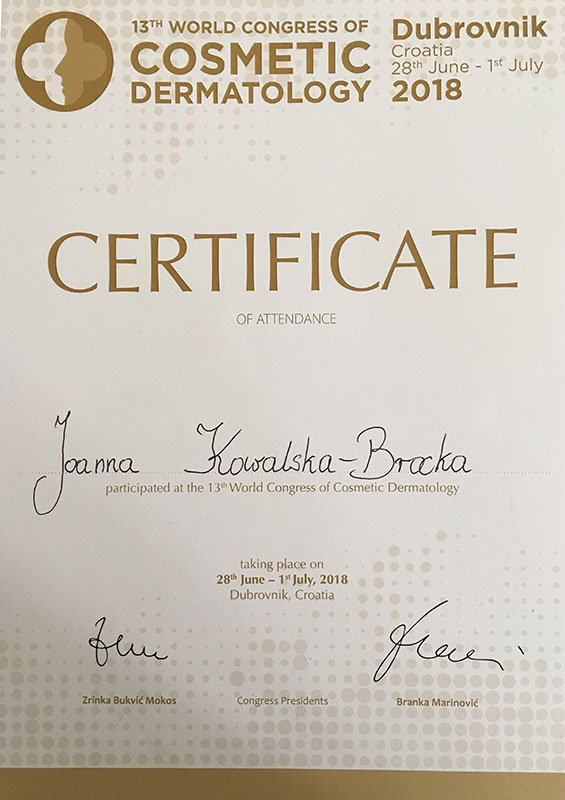 13TH WORLD CONGRESS OF
COSMETIC
DERMATOLOGY
Dubrovnik
Croatia
28th June - 1st July
2018
CERTIFICATE
OF ATTENDANCE
Joanna Kowalska-Brocka
participated at the 13th World Congress of Cosmetic Dermatology
taking place on
28th June – 1st July, 2018
Dubrovnik, Croatia
Zrinka Bukvić Mokos
Congress Presidents
Branka Marinović